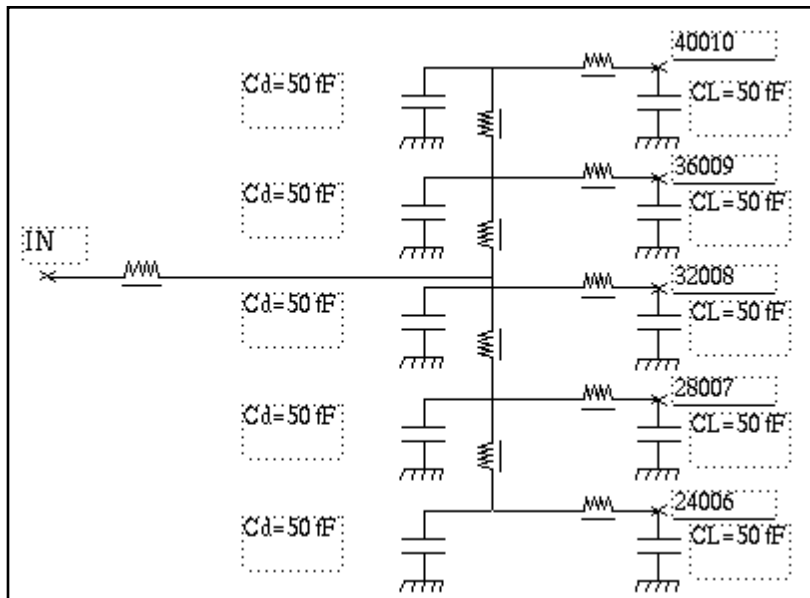 40010
Cd=50 fF
CL=50 fF
36009
Cd=50 fF
CL=50 fF
IN
32008
Cd=50 fF
CL=50 fF
28007
Cd=50 fF
CL=50 fF
24006
Cd=50 fF
CL=50 fF